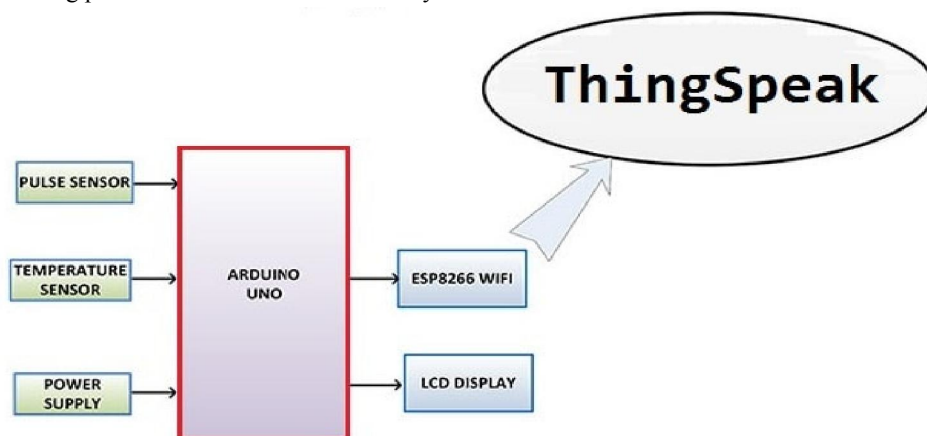 ThingSpeak
PULSE SENSOR
TEMPERATURE
SENSOR
ARDUINO
UNO
ESP8266 WIFI
POWER
SUPPLY
LCD DISPLAY